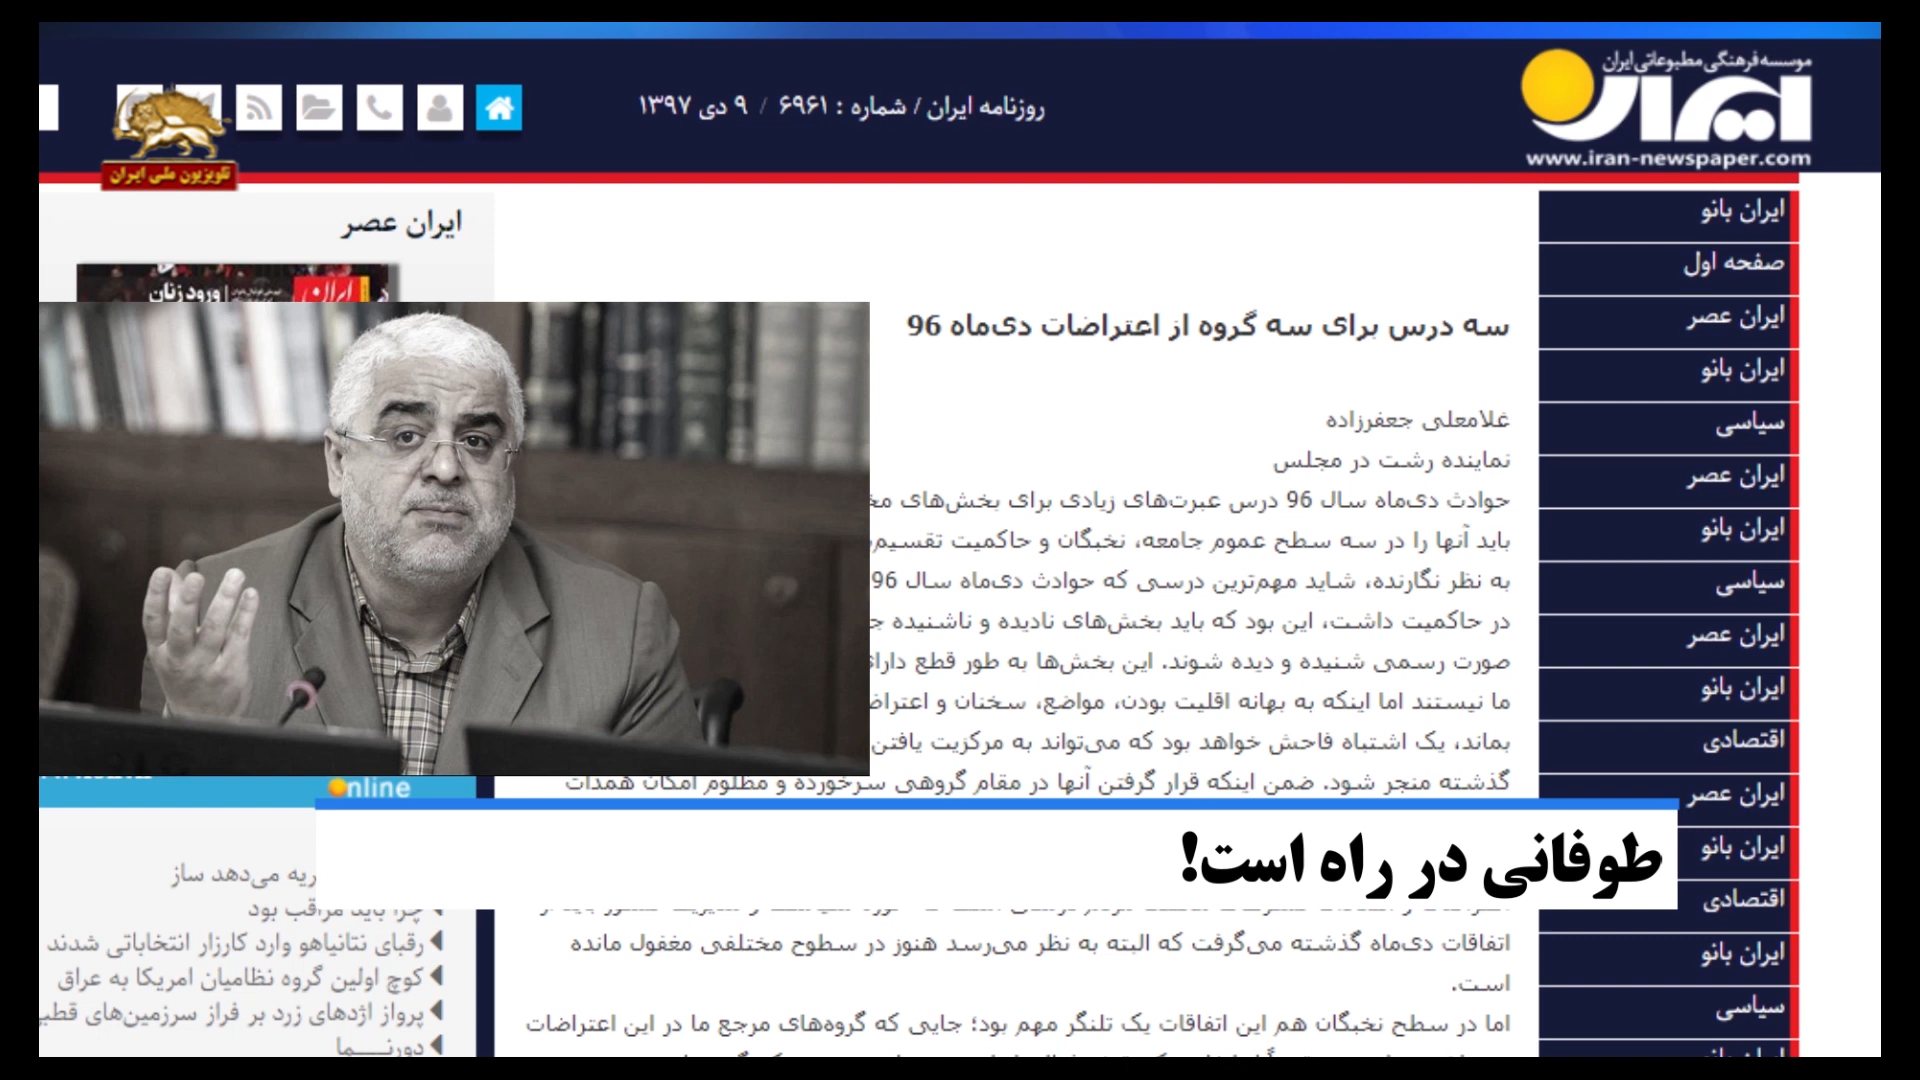 موسسه فرهنگی مطبوعاتی ایران
ایران
www.iran-newspaper.com
روزنامه ایران / شماره : ۶۹۶۱ / ۹ دی ۱۳۹۷
تلویزیون ملی ایران
ایران بانو
صفحه اول
ایران عصر
ایران بانو
سیاسی
ایران عصر
ایران بانو
سیاسی
ایران عصر
ایران بانو
اقتصادی
ایران عصر
ایران بانو
اقتصادی
ایران بانو
سیاسی
سه درس برای سه گروه از اعتراضات دی‌ماه 96
غلامعلی جعفرزاده
نماینده رشت در مجلس
حوادث دی‌ماه سال 96 درس عبرت‌های زیادی برای بخش‌های
باید آنها را در سه سطح عموم جامعه، نخبگان و حاکمیت
به نظر نگارنده، شاید مهم‌ترین درسی که حوادث دی‌ماه سال 96
در حاکمیت داشت، این بود که باید بخش‌های نادیده و ناشنیده
صورت رسمی شنیده و دیده شوند. این بخش‌ها به طور قطع
ما نیستند اما اینکه به بهانه اقلیت بودن، مواضع، سخنان و
بماند، یک اشتباه فاحش خواهد بود که می‌تواند به مرکزیت یافتن
گذشته منجر شود. ضمن اینکه قرار گرفتن آنها در مقام گروهی سرخورده و مظلوم امکان
طوفانی در راه است!
اتفاقات دی‌ماه گذشته می‌گرفت که البته به نظر می‌رسد هنوز در سطوح مختلفی مغفول مانده
است.
اما در سطح نخبگان هم این اتفاقات یک تلنگر مهم بود؛ جایی که گروه‌های مرجع ما در این اعتراضات
ایران عصر
ایران
ورود زنان
Online
می‌دهد ساز
چرا باید مراقب بود
رقبای نتانیاهو وارد کارزار انتخاباتی شدند
کوچ اولین گروه نظامیان امریکا به عراق
پرواز اژدهای زرد بر فراز سرزمین‌های
دورنـــــما